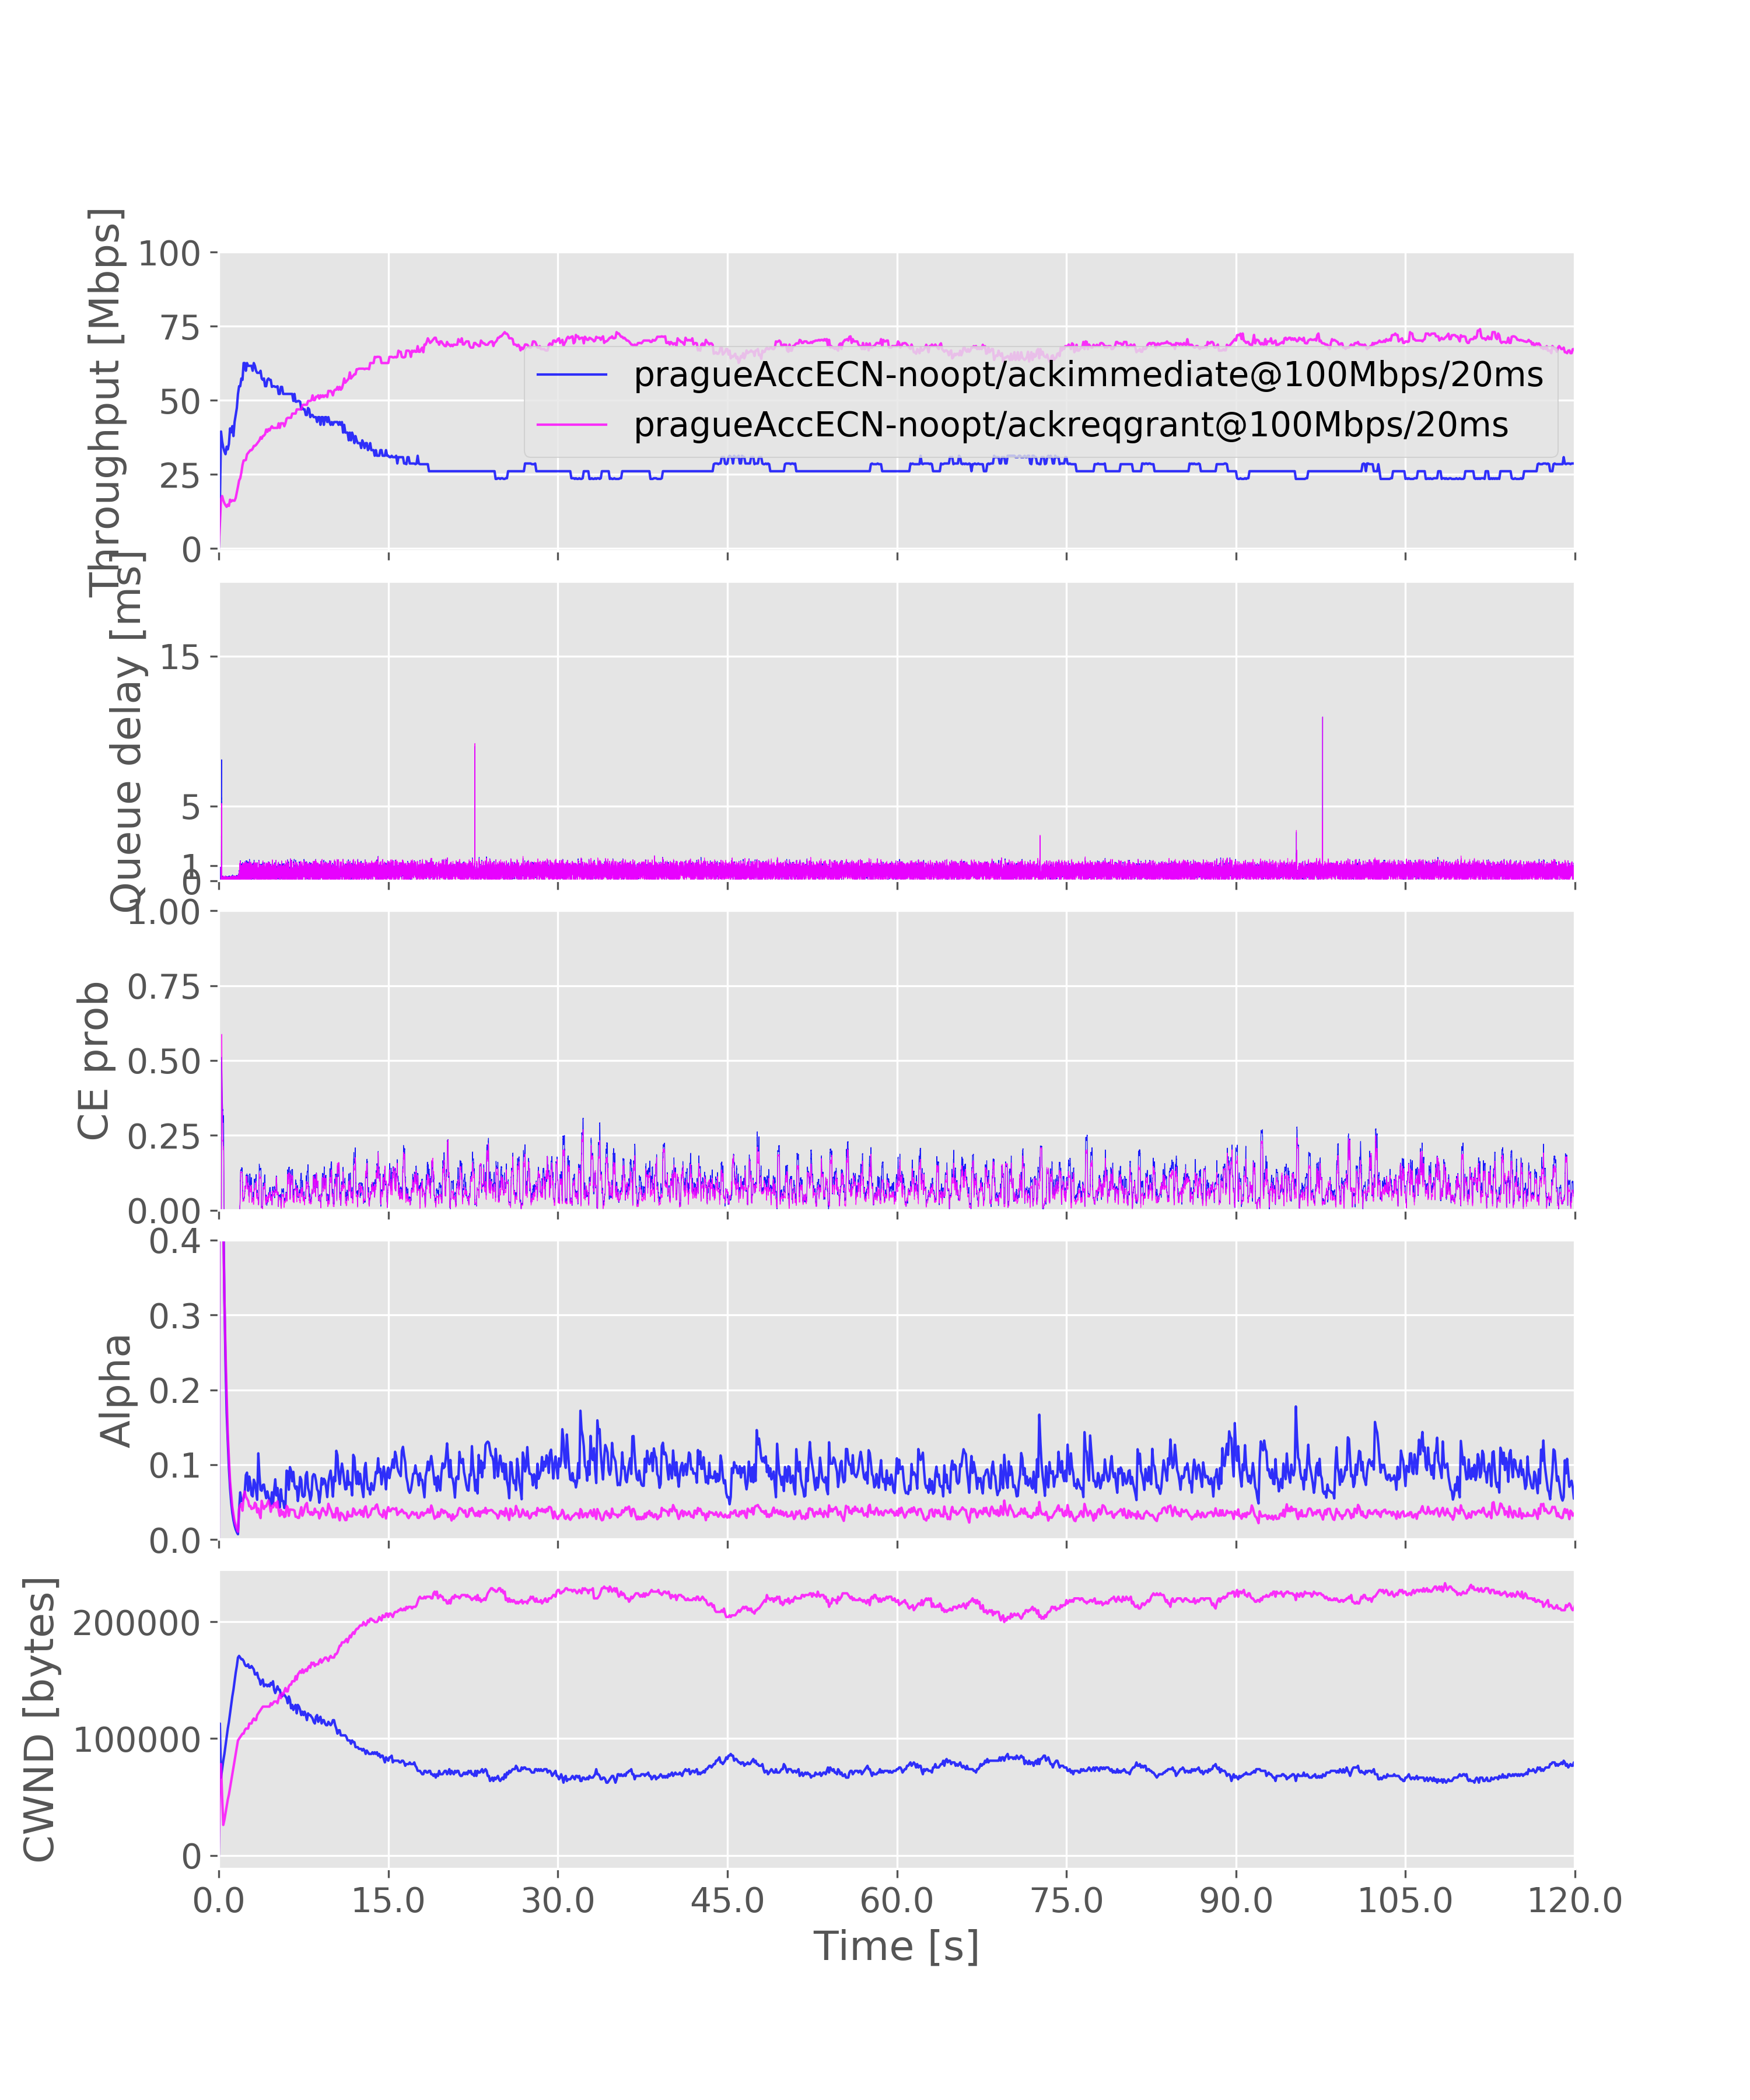 Throughput [Mbps]
100
75
50
25
0
pragueAccECN-noopt/ackimmediate@100Mbps/20ms
pragueAccECN-noopt/ackreqgrant@100Mbps/20ms
Queue delay [ms]
15
5
1
0
CE prob
1.00
0.75
0.50
0.25
0.00
Alpha
0.4
0.3
0.2
0.1
0.0
CWND [bytes]
200000
100000
0
0.0 15.0 30.0 45.0 60.0 75.0 90.0 105.0 120.0
Time [s]